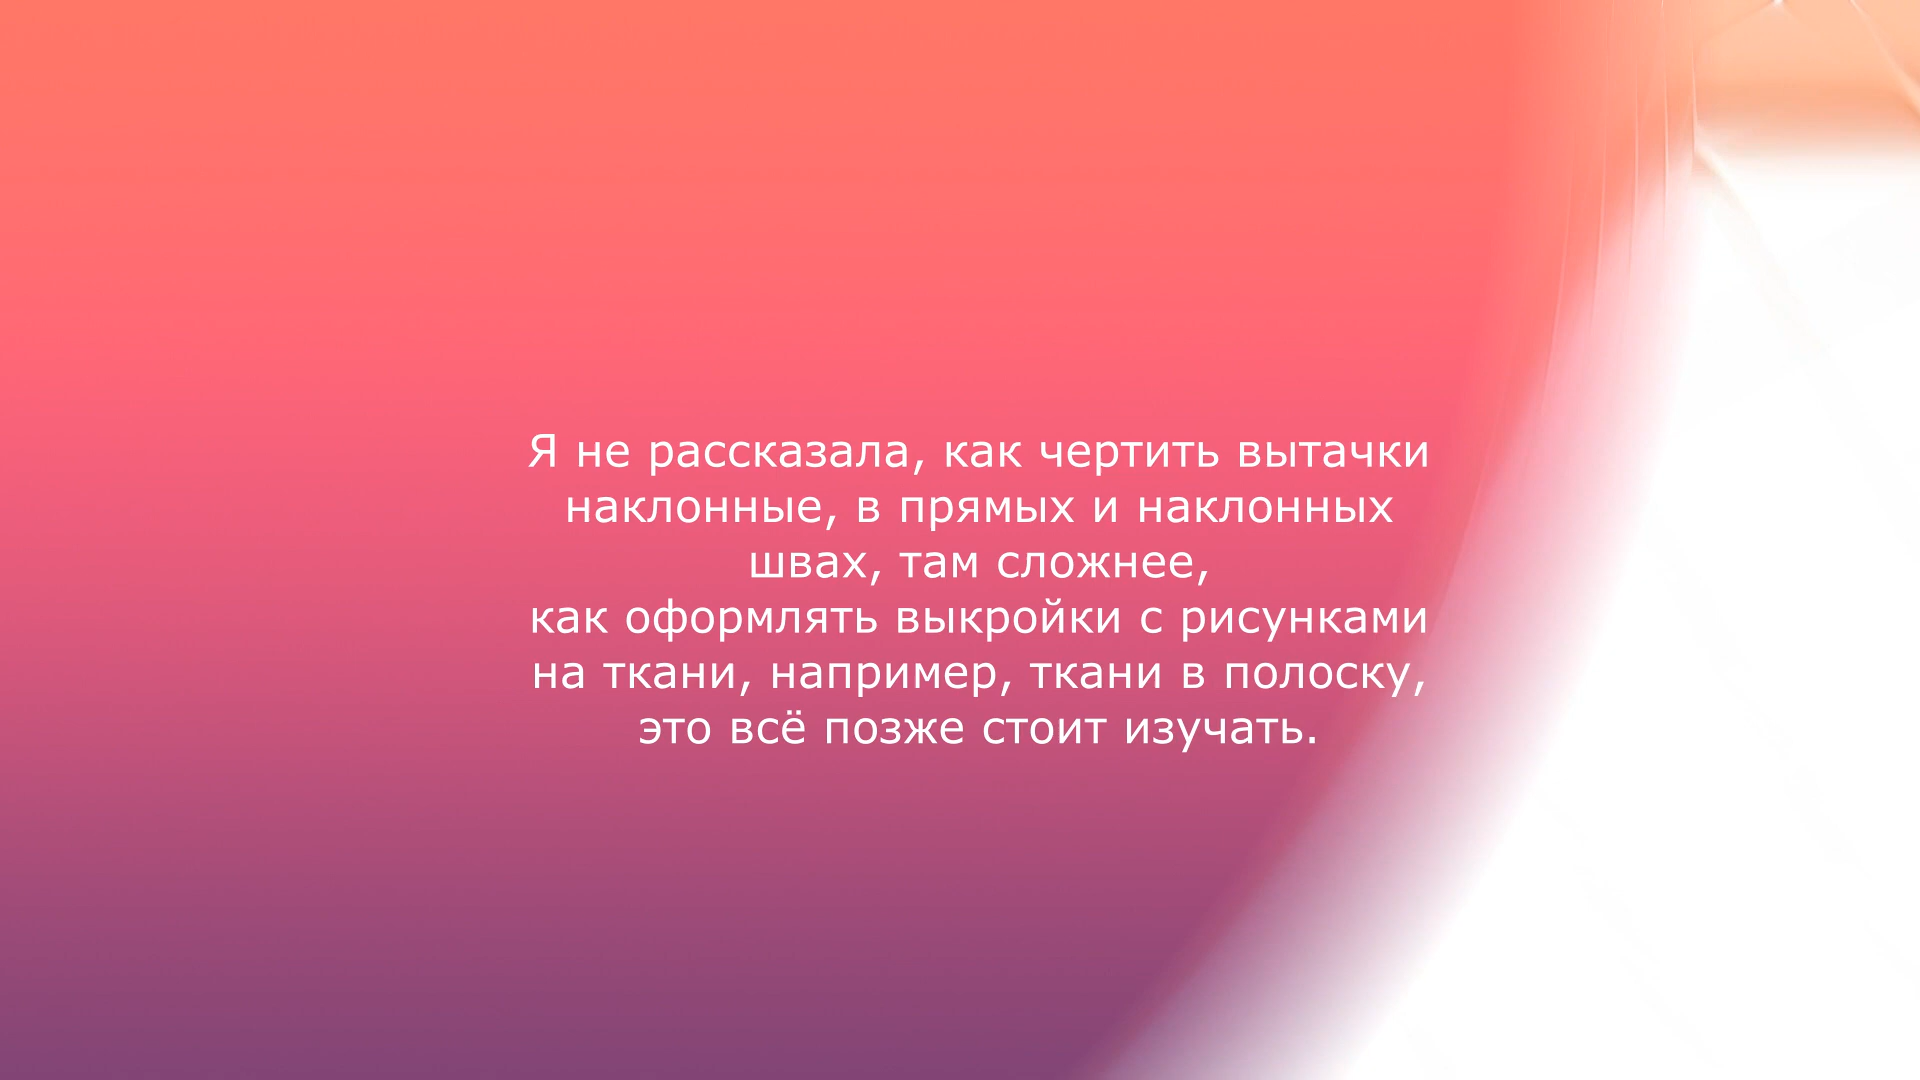 Я не рассказала, как чертить вытачки
наклонные, в прямых и наклонных
швах, там сложнее,
как оформлять выкройки с рисунками
на ткани, например, ткани в полоску,
это всё позже стоит изучать.